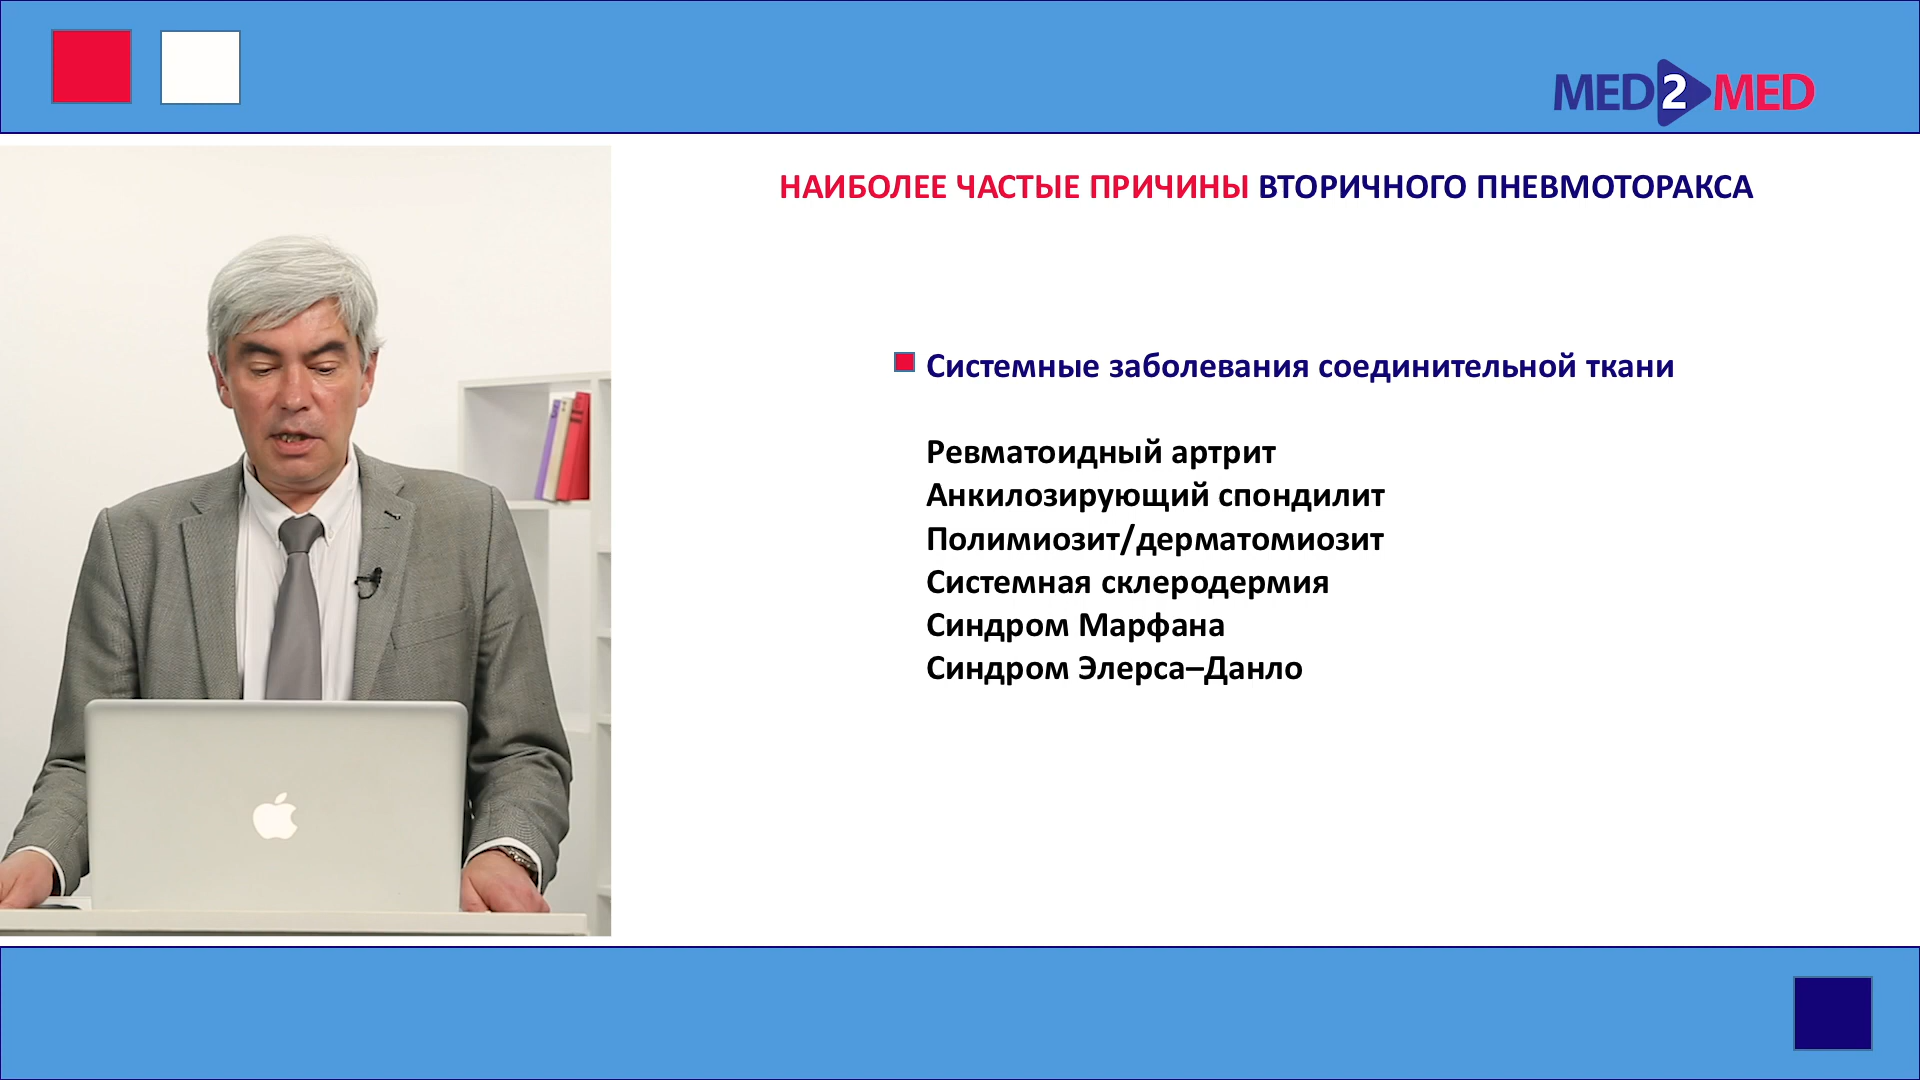 MED2MED
НАИБОЛЕЕ ЧАСТЫЕ ПРИЧИНЫ ВТОРИЧНОГО ПНЕВМОТОРАКСА
Системные заболевания соединительной ткани
Ревматоидный артрит
Анкилозирующий спондилит
Полимиозит/дерматомиозит
Системная склеродермия
Синдром Марфана
Синдром Элерса–Данло